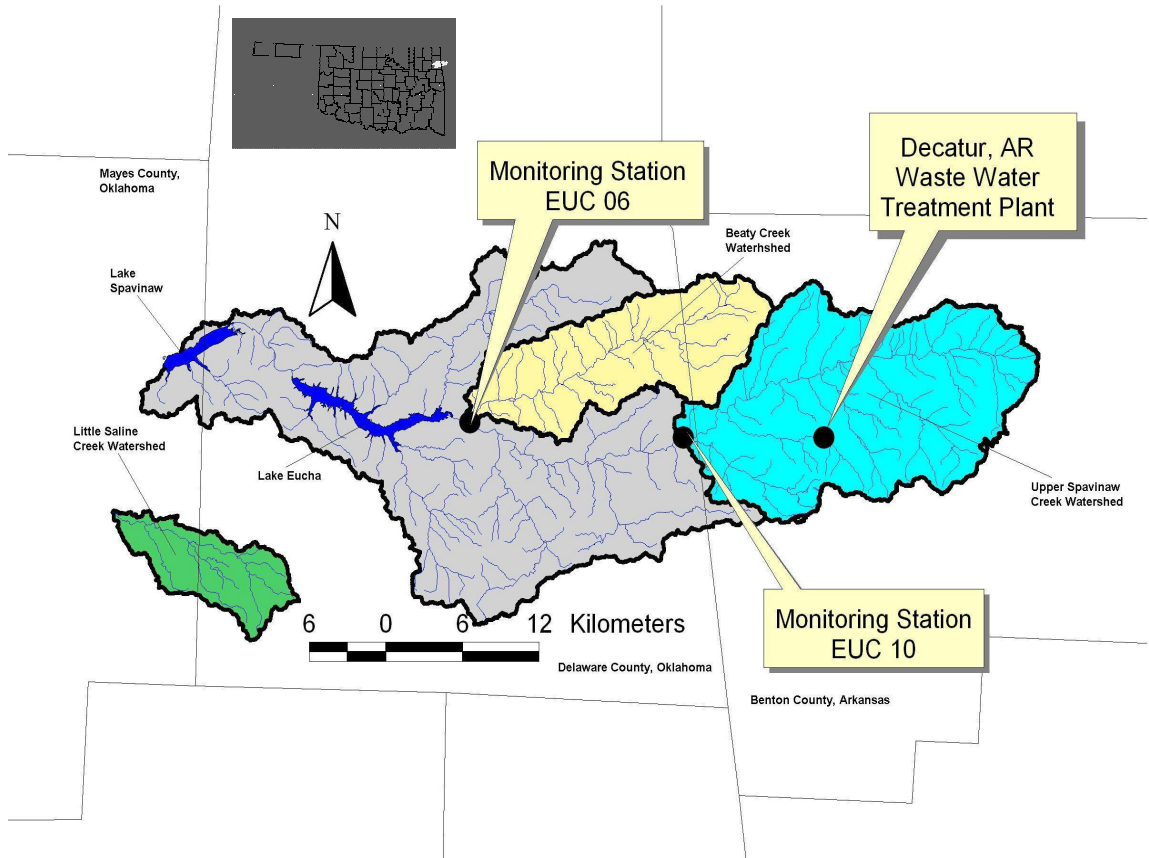 Mayes County,
Oklahoma
Monitoring Station
EUC 06
Decatur, AR
Waste Water
Treatment Plant
N
Beaty Creek
Waterhshed
Lake
Spavinaw
Little Saline
Creek Watershed
Lake Eucha
Upper Spavinaw
Creek Watershed
6 0 6 12 Kilometers
Monitoring Station
EUC 10
Delaware County, Oklahoma
Benton County, Arkansas